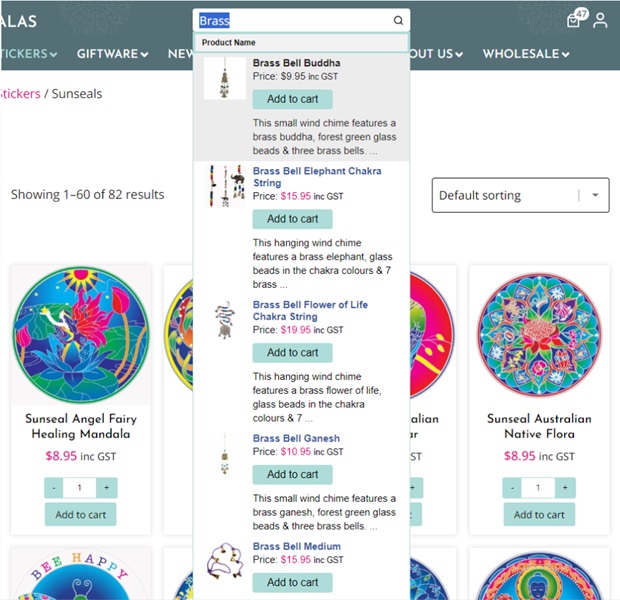 ALAS
Brass
47
STICKERS
GIFTWARE
NEW
OUT US
WHOLESALE
Product Name
Stickers / Sunseals
Brass Bell Buddha
Price: $9.95 inc GST
Add to cart
This small wind chime features a
brass buddha, forest green glass
beads & three brass bells. ...
Brass Bell Elephant Chakra
String
Price: $15.95 inc GST
Add to cart
This hanging wind chime
features a brass elephant, glass
beads in the chakra colours & 7
brass ...
Brass Bell Flower of Life
Chakra String
Price: $19.95 inc GST
Add to cart
This hanging wind chime
features a brass flower of life,
glass beads in the chakra
colours & 7 ...
Brass Bell Ganesh
Price: $10.95 inc GST
Add to cart
This small wind chime features a
brass ganesh, forest green glass
beads & three brass bells. ...
Brass Bell Medium
Price: $15.95 inc GST
Add to cart
Showing 1–60 of 82 results
Default sorting
Sunseal Angel Fairy
Healing Mandala
$8.95 inc GST
- 1 +
Add to cart
alian
ar
Sunseal Australian
Native Flora
$8.95 inc GST
- 1 +
Add to cart
BEE HAPPY